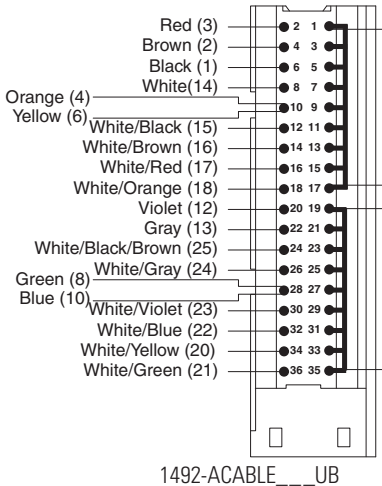 Red (3) 2 1
Brown (2) 4 3
Black (1) 6 5
White(14) 8 7
Orange (4) 10 9
Yellow (6)
White/Black (15) 12 11
White/Brown (16) 14 13
White/Red (17) 16 15
White/Orange (18) 18 17
Violet (12) 20 19
Gray (13) 22 21
White/Black/Brown (25) 24 23
White/Gray (24) 26 25
Green (8) 28 27
Blue (10)
White/Violet (23) 30 29
White/Blue (22) 32 31
White/Yellow (20) 34 33
White/Green (21) 36 35
1492-ACABLE___UB